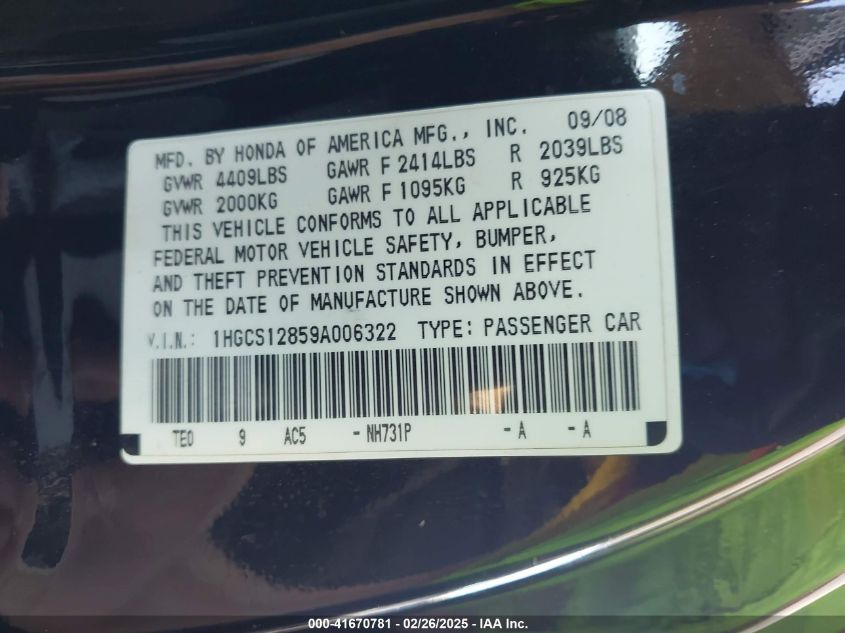 MFD. BY HONDA OF AMERICA MFG., INC. 09/08
GVWR 4409LBS GAWR F 2414LBS R 2039LBS
GVWR 2000KG GAWR F 1095KG R 925KG
THIS VEHICLE CONFORMS TO ALL APPLICABLE
FEDERAL MOTOR VEHICLE SAFETY, BUMPER,
AND THEFT PREVENTION STANDARDS IN EFFECT
ON THE DATE OF MANUFACTURE SHOWN ABOVE.
V.I.N.: 1HGCS12859A006322 TYPE: PASSENGER CAR
TE0 9 AC5 -NH731P -A -A
000-41670781 - 02/26/2025 - IAA Inc.